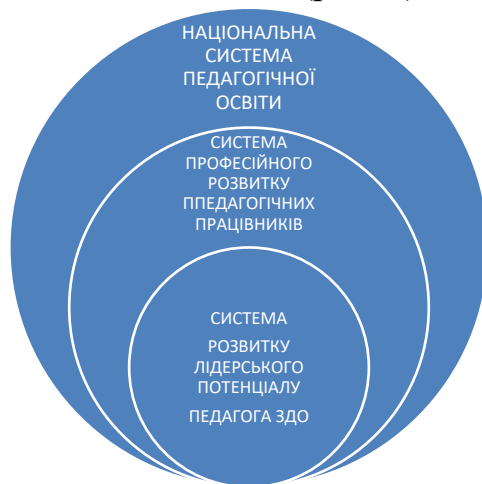 НАЦІОНАЛЬНА
СИСТЕМА
ПЕДАГОГІЧНОЇ
ОСВІТИ
СИСТЕМА
ПРОФЕСІЙНОГО
РОЗВИТКУ
ППЕДАГОГІЧНИХ
ПРАЦІВНИКІВ
СИСТЕМА
РОЗВИТКУ
ЛІДЕРСЬКОГО
ПОТЕНЦІАЛУ
ПЕДАГОГА ЗДО